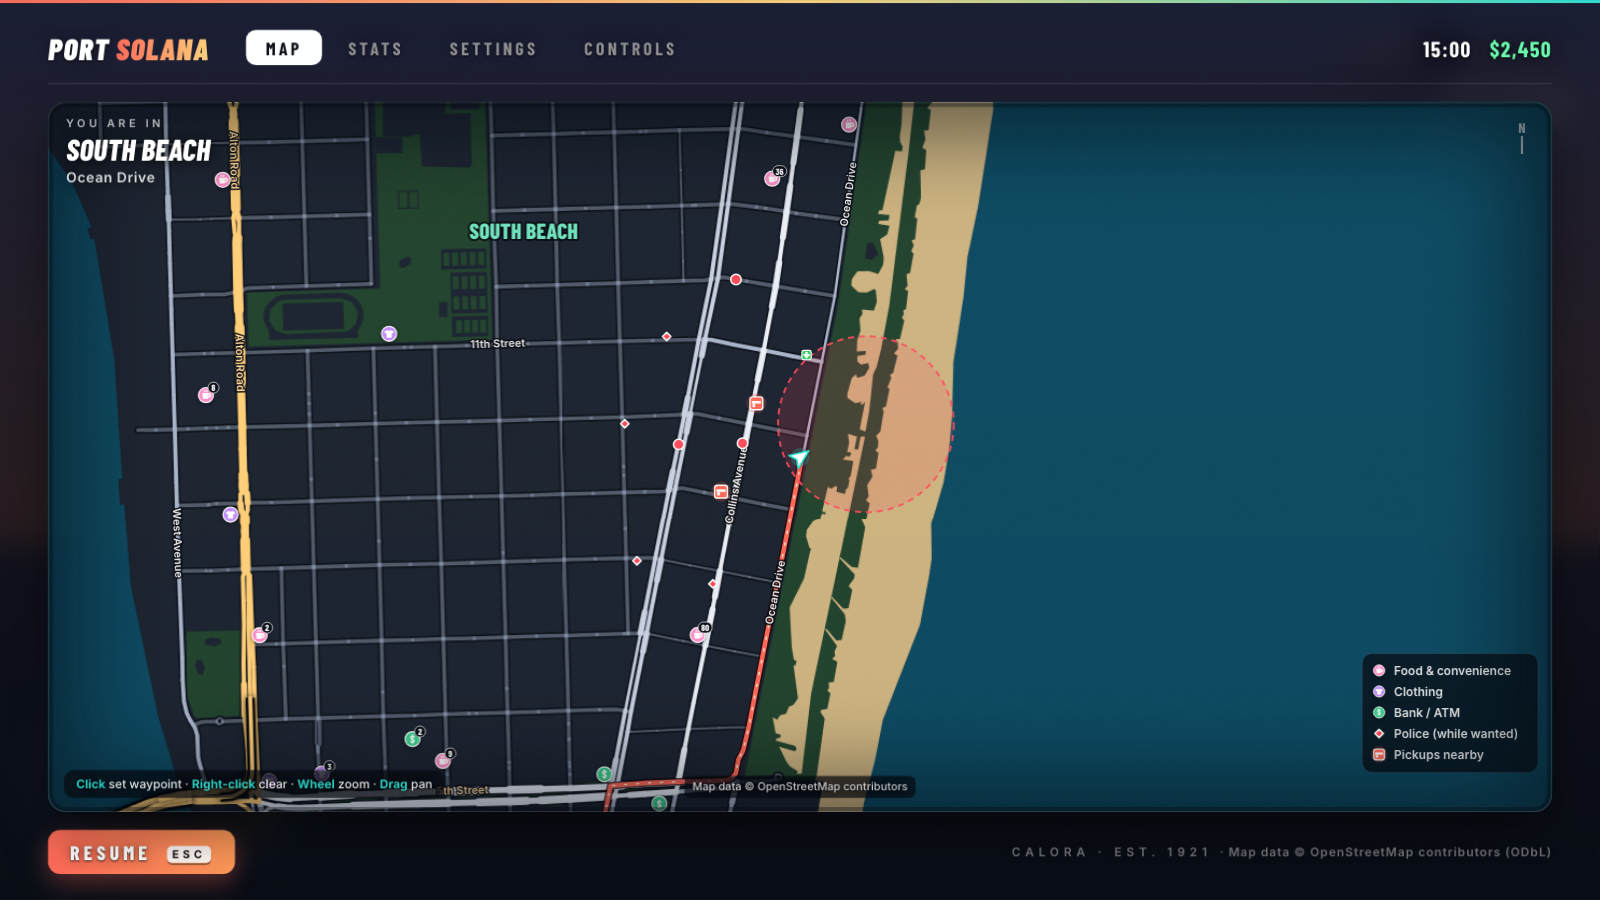 PORT SOLANA
MAP
STATS
SETTINGS
CONTROLS
15:00
$2,450
YOU ARE IN
SOUTH BEACH
Ocean Drive
N
Alton Road
36
Ocean Drive
SOUTH BEACH
11th Street
Alton Road
8
Collins Avenue
West Avenue
Ocean Drive
2
80
2
9
3
Food & convenience
Clothing
Bank / ATM
Police (while wanted)
Pickups nearby
Click set waypoint · Right-click clear · Wheel zoom · Drag pan
5th Street
Map data © OpenStreetMap contributors
RESUME ESC
CALORA · EST. 1921 · Map data © OpenStreetMap contributors (ODbL)